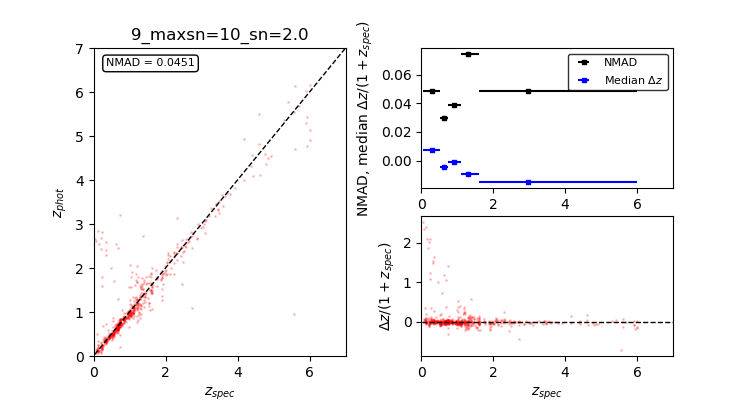 9_maxsn=10_sn=2.0
NMAD = 0.0451
7
6
5
4
3
2
1
0
z_phot
0 2 4 6
z_spec
NMAD, median Δz/(1 + z_spec)
0.06
0.04
0.02
0.00
NMAD
Median Δz
0 2 4 6
Δz/(1 + z_spec)
2
1
0
0 2 4 6
z_spec